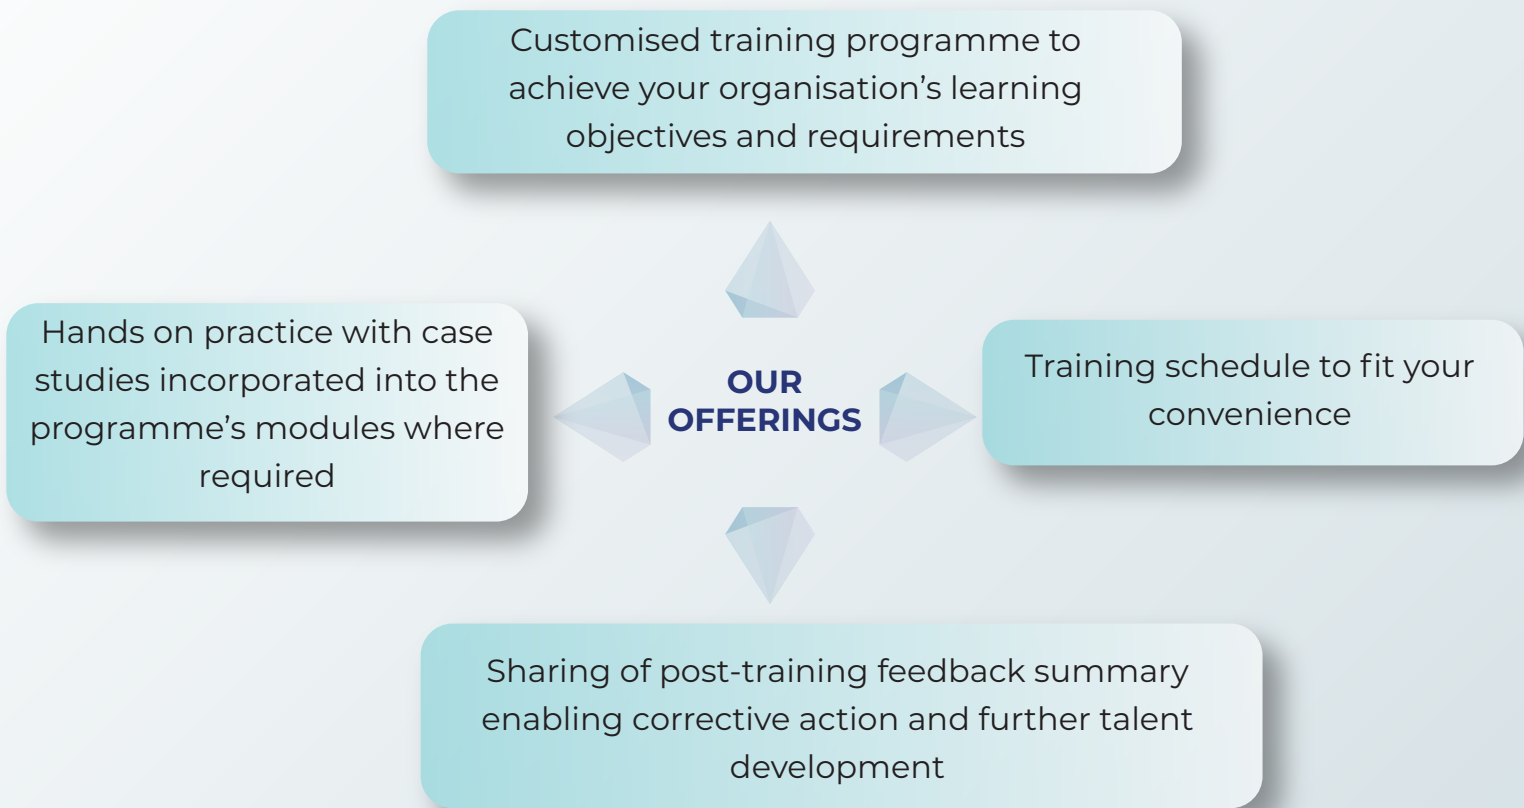 Customised training programme to
achieve your organisation’s learning
objectives and requirements
Hands on practice with case
studies incorporated into the
programme’s modules where
required
OUR
OFFERINGS
Training schedule to fit your
convenience
Sharing of post-training feedback summary
enabling corrective action and further talent
development